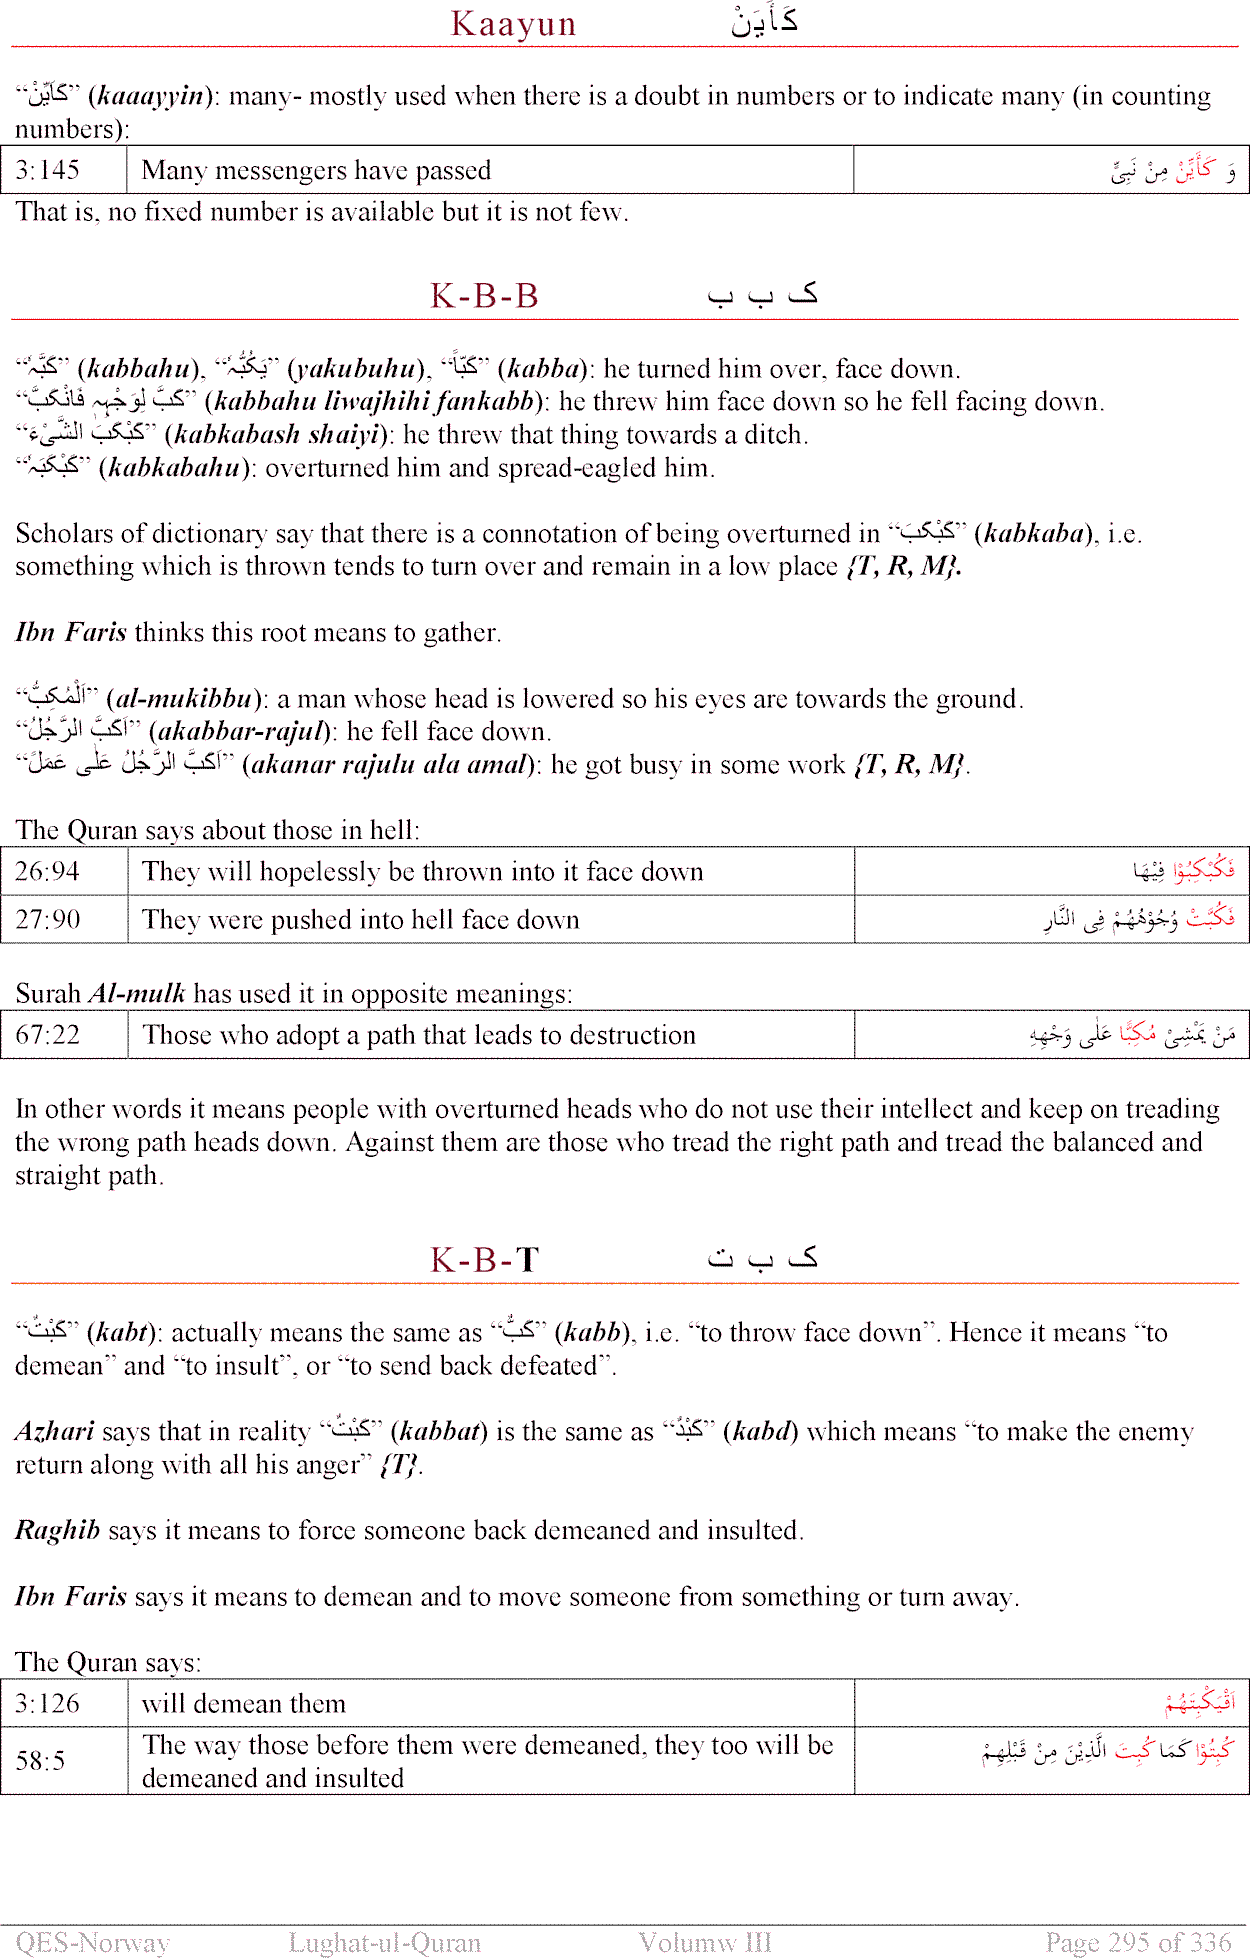 Kaayun كَأَيِّنْ
“كَاَيِّنْ” (kaaayyin): many- mostly used when there is a doubt in numbers or to indicate many (in counting
numbers):
3:145 Many messengers have passed وَ كَأَيِّنْ مِنْ نَبِيٍّ
That is, no fixed number is available but it is not few.
K-B-B ک ب ب
“كَبَّہٗ” (kabbahu), “يَكُبُّہٗ” (yakubuhu), “كَبّاً” (kabba): he turned him over, face down.
“كَبَّ لِوَجْہِہٖ فَانْكَبَّ” (kabbahu liwajhihi fankabb): he threw him face down so he fell facing down.
“كَبْكَبَ الشَّیْءَ” (kabkabash shaiyi): he threw that thing towards a ditch.
“كَبْكَبَہٗ” (kabkabahu): overturned him and spread-eagled him.
Scholars of dictionary say that there is a connotation of being overturned in “كَبْكَبَ” (kabkaba), i.e.
something which is thrown tends to turn over and remain in a low place {T, R, M}.
Ibn Faris thinks this root means to gather.
“اَلْمُكِبُّ” (al-mukibbu): a man whose head is lowered so his eyes are towards the ground.
“اَكَبَّ الرَّجُلُ” (akabbar-rajul): he fell face down.
“اَكَبَّ الرَّجُلُ عَلٰی عَمَلٍ” (akanar rajulu ala amal): he got busy in some work {T, R, M}.
The Quran says about those in hell:
26:94 They will hopelessly be thrown into it face down فَكُبْكِبُوْا فِيْهَا
27:90 They were pushed into hell face down فَكُبَّتْ وُجُوْهُهُمْ فِى النَّارِ
Surah Al-mulk has used it in opposite meanings:
67:22 Those who adopt a path that leads to destruction مَنْ يَمْشِىْ مُكِبًّا عَلٰى وَجْهِهِ
In other words it means people with overturned heads who do not use their intellect and keep on treading
the wrong path heads down. Against them are those who tread the right path and tread the balanced and
straight path.
K-B-T ک ب ت
“كَبْتٌ” (kabt): actually means the same as “كَبٌّ” (kabb), i.e. “to throw face down”. Hence it means “to
demean” and “to insult”, or “to send back defeated”.
Azhari says that in reality “كَبْتٌ” (kabbat) is the same as “كَبْدٌ” (kabd) which means “to make the enemy
return along with all his anger” {T}.
Raghib says it means to force someone back demeaned and insulted.
Ibn Faris says it means to demean and to move someone from something or turn away.
The Quran says:
3:126 will demean them اَوْيَكْبِتَهُمْ
58:5 The way those before them were demeaned, they too will be كُبِتُوْا كَمَا كُبِتَ الَّذِيْنَ مِنْ قَبْلِهِمْ
demeaned and insulted
QES-Norway Lughat-ul-Quran Volumw III Page 295 of 336